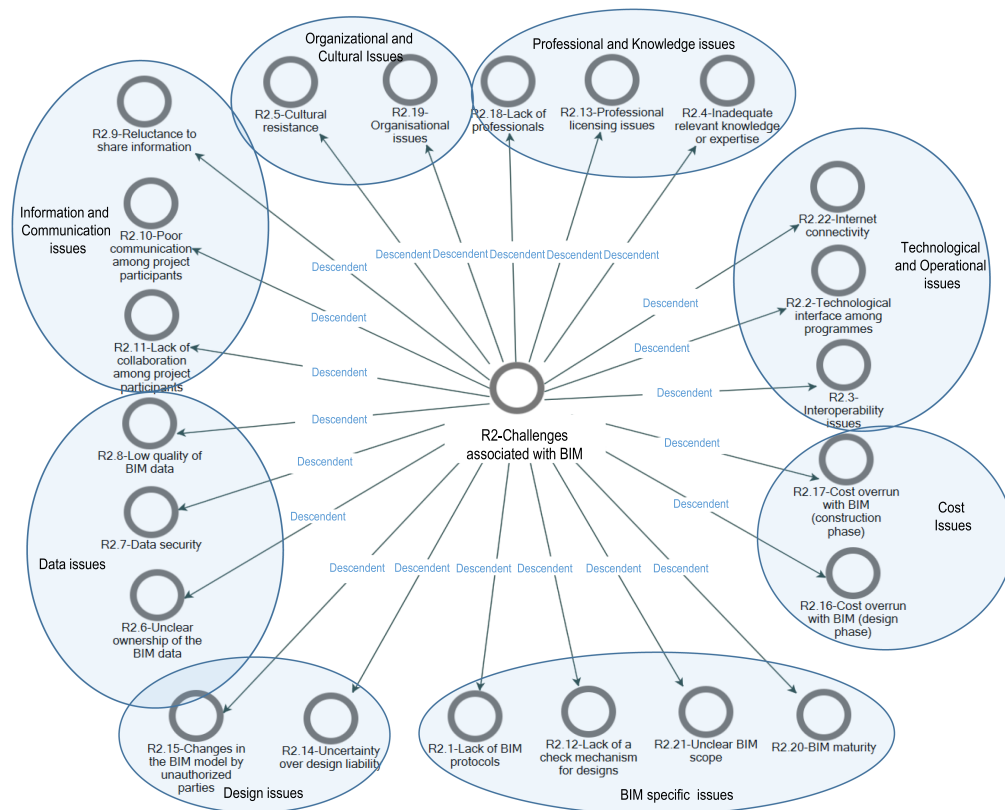 Organizational and
Cultural Issues
R2.5-Cultural
resistance
R2.19-
Organisational
issues
Professional and Knowledge issues
R2.18-Lack of
professionals
R2.13-Professional
licensing issues
R2.4-Inadequate
relevant knowledge
or expertise
R2.9-Reluctance to
share information
Information and
Communication
issues
R2.10-Poor
communication
among project
participants
R2.11-Lack of
collaboration
among project
participants
R2.22-Internet
connectivity
Technological
and Operational
issues
R2.2-Technological
interface among
programmes
R2.3-
Interoperability
issues
Descendent
Descendent
Descendent
Descendent
Descendent
Descendent
Descendent
Descendent
Descendent
Descendent
Descendent
Descendent
R2-Challenges
associated with BIM
Descendent
Descendent
Descendent
Descendent
Descendent
Descendent
Descendent
Descendent
Descendent
Descendent
R2.8-Low quality of
BIM data
R2.7-Data security
Data issues
R2.6-Unclear
ownership of the
BIM data
R2.17-Cost overrun
with BIM
(construction
phase)
Cost
Issues
R2.16-Cost overrun
with BIM (design
phase)
R2.15-Changes in
the BIM model by
unauthorized
parties
R2.14-Uncertainty
over design liability
Design issues
R2.1-Lack of BIM
protocols
R2.12-Lack of a
check mechanism
for designs
R2.21-Unclear BIM
scope
R2.20-BIM maturity
BIM specific issues